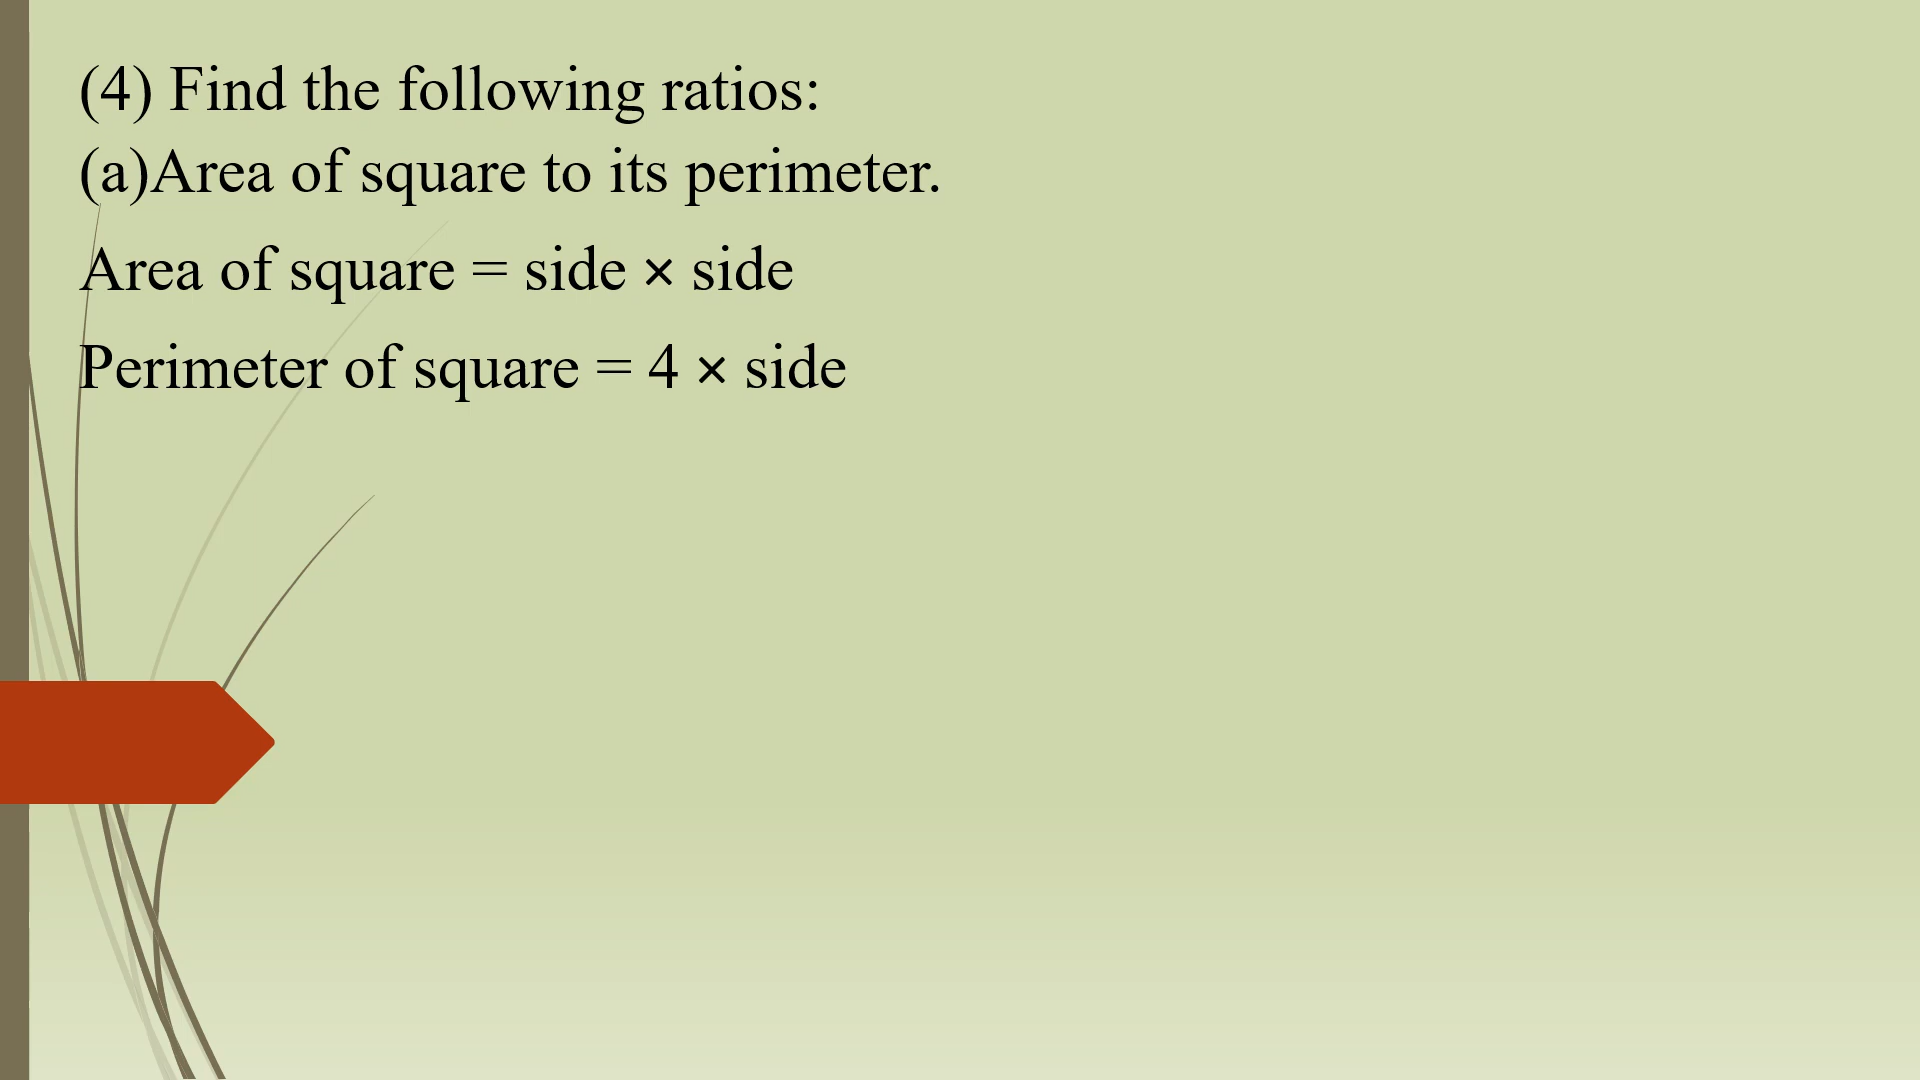 (4) Find the following ratios:
(a)Area of square to its perimeter.
Area of square = side × side
Perimeter of square = 4 × side